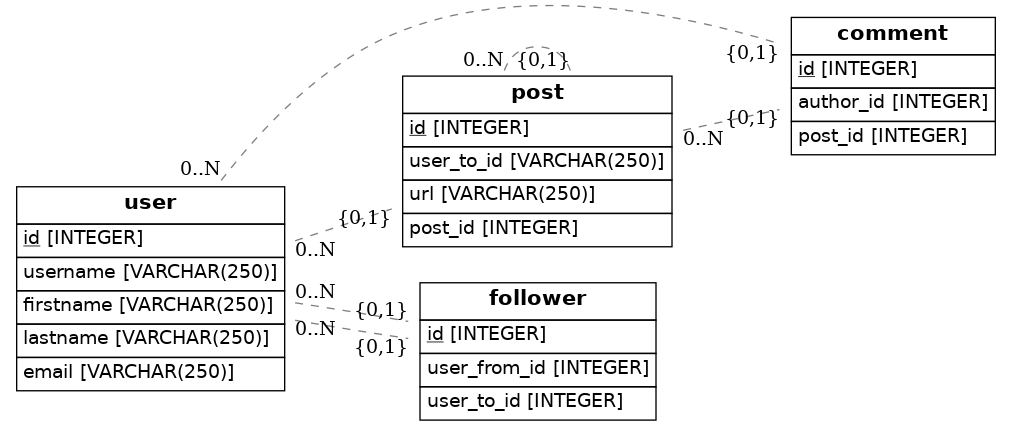 comment
id [INTEGER]
author_id [INTEGER]
post_id [INTEGER]
{0,1}
{0,1}
0..N
{0,1}
post
id [INTEGER]
user_to_id [VARCHAR(250)]
url [VARCHAR(250)]
post_id [INTEGER]
0..N
0..N
user
id [INTEGER]
username [VARCHAR(250)]
firstname [VARCHAR(250)]
lastname [VARCHAR(250)]
email [VARCHAR(250)]
{0,1}
0..N
0..N
{0,1}
0..N
{0,1}
follower
id [INTEGER]
user_from_id [INTEGER]
user_to_id [INTEGER]